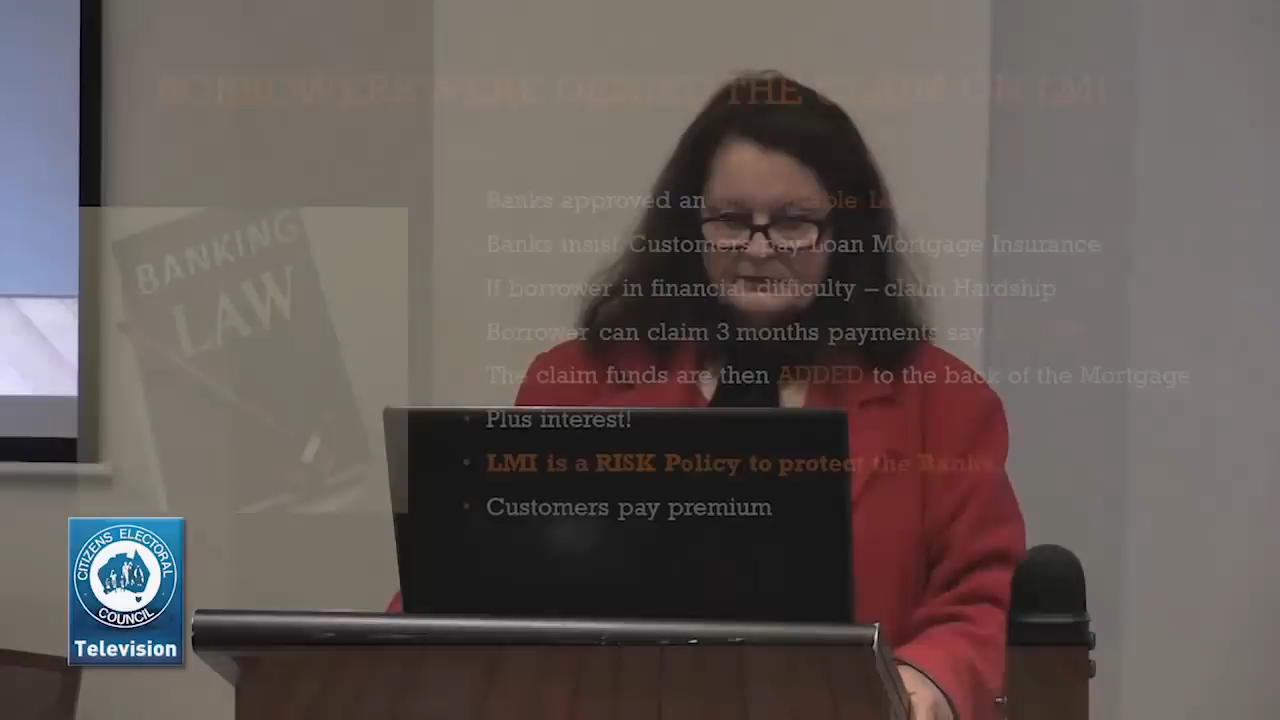 BORROWERS WERE DENIED THE CLAIM ON LMI
BANKING
LAW
Banks approved an
Banks insist Customers pay Loan Mortgage Insurance
If borrower in financial difficulty – claim Hardship
Borrower can claim 3 months payments say
The claim funds are then ADDED to the back of the Mortgage
• Plus interest!
• LMI is a RISK Policy to protect the Banks
• Customers pay premium
CITIZENS ELECTORAL
COUNCIL
Television